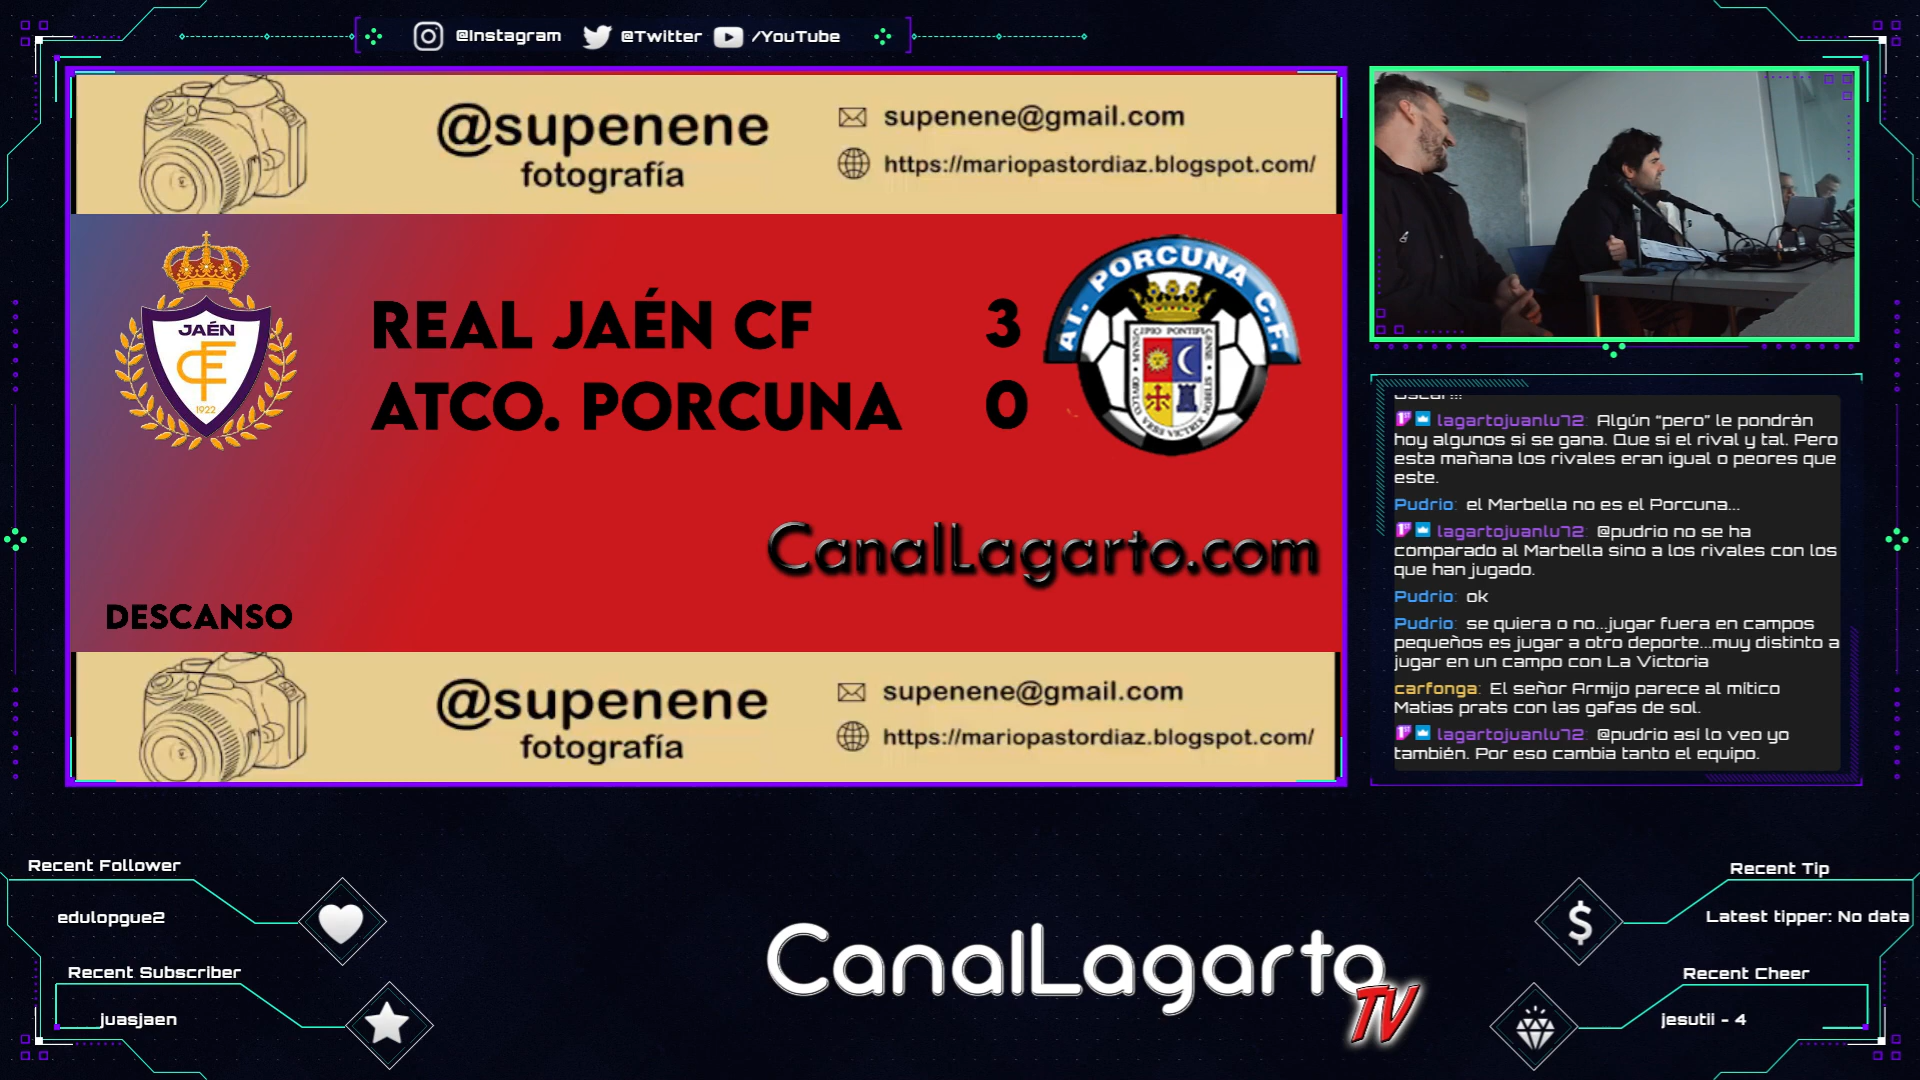 @Instagram @Twitter /YouTube
@supenene
fotografía
supenene@gmail.com
https://mariopastordiaz.blogspot.com/
JAÉN
CF
1922
REAL JAÉN CF 3
ATCO. PORCUNA 0
AT. PORCUNA C.F.
CanalLagarto.com
DESCANSO
@supenene
fotografía
supenene@gmail.com
https://mariopastordiaz.blogspot.com/
lagartojuanlu72: Algún “pero” le pondrán
hoy algunos si se gana. Que si el rival y tal. Pero
esta mañana los rivales eran igual o peores que
este.
Pudrio: el Marbella no es el Porcuna...
lagartojuanlu72: @pudrio no se ha
comparado al Marbella sino a los rivales con los
que han jugado.
Pudrio: ok
Pudrio: se quiera o no...jugar fuera en campos
pequeños es jugar a otro deporte...muy distinto a
jugar en un campo con La Victoria
carfonga: El señor Armijo parece al mítico
Matias prats con las gafas de sol.
lagartojuanlu72: @pudrio así lo veo yo
también. Por eso cambia tanto el equipo.
Recent Follower
edulopgue2
Recent Subscriber
juasjaen
CanalLagarto
TV
Recent Tip
Latest tipper: No data
Recent Cheer
jesutii - 4